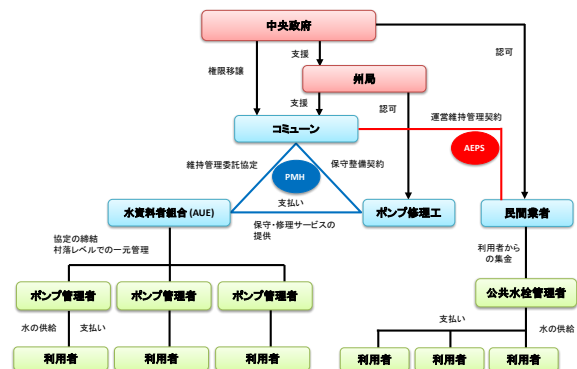 中央政府
権限移譲
支援
認可
州局
支援
認可
運営維持管理契約
コミューン
AEPS
維持管理委託協定
保守整備契約
PMH
支払い
水資料者組合 (AUE)
ポンプ修理工
民間業者
保守・修理サービスの
提供
協定の締結
村落レベルでの一元管理
利用者から
の集金
ポンプ管理者
ポンプ管理者
ポンプ管理者
公共水栓管理者
水の供給
支払い
支払い
水の供給
利用者
利用者
利用者
利用者
利用者
利用者